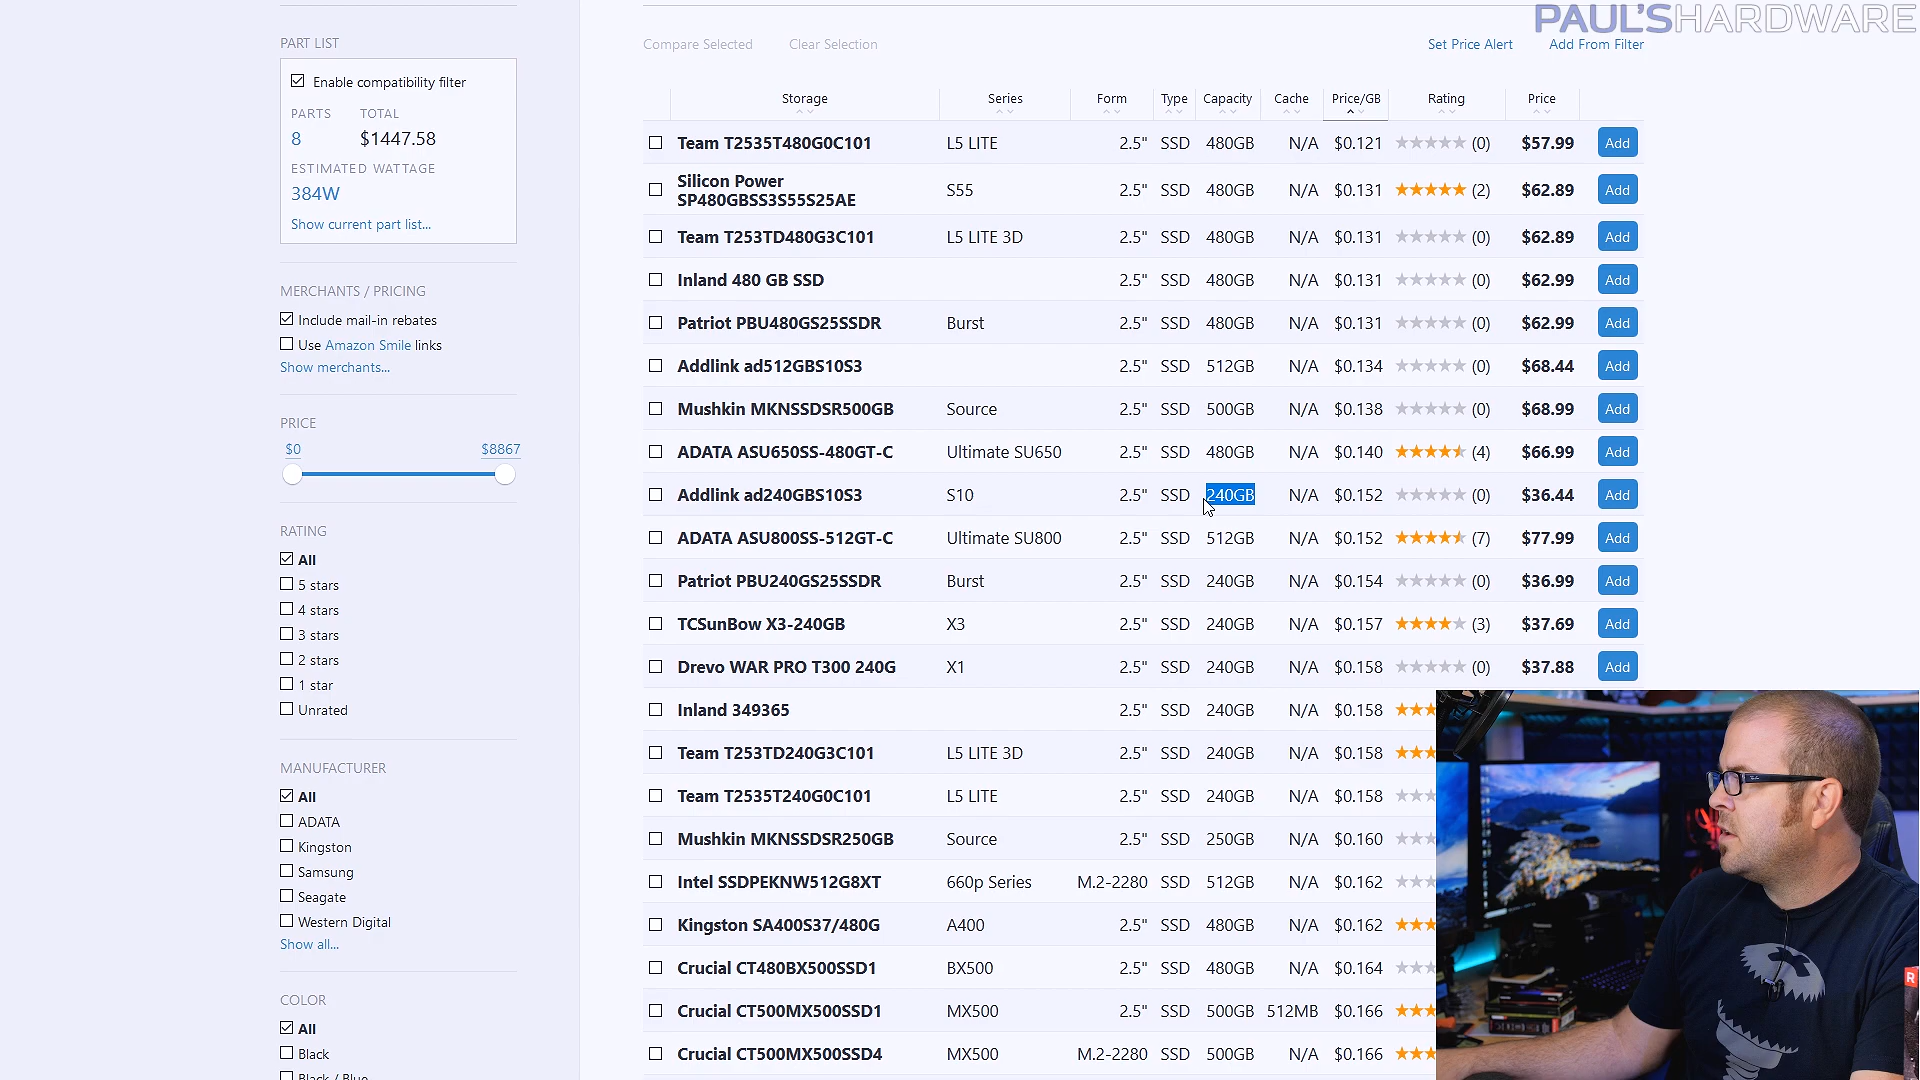 PAUL'SHARDWARE
PART LIST
Enable compatibility filter
PARTS TOTAL
8 $1447.58
ESTIMATED WATTAGE
384W
Show current part list...
MERCHANTS / PRICING
Include mail-in rebates
Use Amazon Smile links
Show merchants...
PRICE
$0 $8867
RATING
All
5 stars
4 stars
3 stars
2 stars
1 star
Unrated
MANUFACTURER
All
ADATA
Kingston
Samsung
Seagate
Western Digital
Show all...
COLOR
All
Black
Black / Blue
Compare Selected Clear Selection Set Price Alert Add From Filter
Storage Series Form Type Capacity Cache Price/GB Rating Price
Team T2535T480G0C101 L5 LITE 2.5" SSD 480GB N/A $0.121 (0) $57.99 Add
Silicon Power
SP480GBSS3S55S25AE S55 2.5" SSD 480GB N/A $0.131 (2) $62.89 Add
Team T253TD480G3C101 L5 LITE 3D 2.5" SSD 480GB N/A $0.131 (0) $62.89 Add
Inland 480 GB SSD 2.5" SSD 480GB N/A $0.131 (0) $62.99 Add
Patriot PBU480GS25SSDR Burst 2.5" SSD 480GB N/A $0.131 (0) $62.99 Add
Addlink ad512GBS10S3 2.5" SSD 512GB N/A $0.134 (0) $68.44 Add
Mushkin MKNSSDSR500GB Source 2.5" SSD 500GB N/A $0.138 (0) $68.99 Add
ADATA ASU650SS-480GT-C Ultimate SU650 2.5" SSD 480GB N/A $0.140 (4) $66.99 Add
Addlink ad240GBS10S3 S10 2.5" SSD 240GB N/A $0.152 (0) $36.44 Add
ADATA ASU800SS-512GT-C Ultimate SU800 2.5" SSD 512GB N/A $0.152 (7) $77.99 Add
Patriot PBU240GS25SSDR Burst 2.5" SSD 240GB N/A $0.154 (0) $36.99 Add
TCSunBow X3-240GB X3 2.5" SSD 240GB N/A $0.157 (3) $37.69 Add
Drevo WAR PRO T300 240G X1 2.5" SSD 240GB N/A $0.158 (0) $37.88 Add
Inland 349365 2.5" SSD 240GB N/A $0.158
Team T253TD240G3C101 L5 LITE 3D 2.5" SSD 240GB N/A $0.158
Team T2535T240G0C101 L5 LITE 2.5" SSD 240GB N/A $0.158
Mushkin MKNSSDSR250GB Source 2.5" SSD 250GB N/A $0.160
Intel SSDPEKNW512G8XT 660p Series M.2-2280 SSD 512GB N/A $0.162
Kingston SA400S37/480G A400 2.5" SSD 480GB N/A $0.162
Crucial CT480BX500SSD1 BX500 2.5" SSD 480GB N/A $0.164
Crucial CT500MX500SSD1 MX500 2.5" SSD 500GB 512MB $0.166
Crucial CT500MX500SSD4 MX500 M.2-2280 SSD 500GB N/A $0.166
R